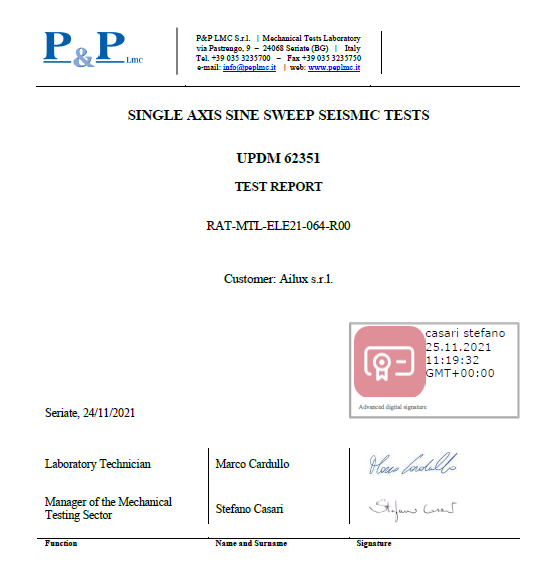 P&P Lmc
P&P LMC S.r.l. | Mechanical Tests Laboratory
via Pastrengo, 9 – 24068 Seriate (BG) | Italy
Tel. +39 035 3235700 – Fax +39 035 3235750
e-mail: info@peplmc.it | web: www.peplmc.it
SINGLE AXIS SINE SWEEP SEISMIC TESTS
UPDM 62351
TEST REPORT
RAT-MTL-ELE21-064-R00
Customer: Ailux s.r.l.
casari stefano
25.11.2021
11:19:32
GMT+00:00
Advanced digital signature
Seriate, 24/11/2021
Laboratory Technician Marco Cardullo Marco Cardullo
Manager of the Mechanical
Testing Sector Stefano Casari Stefano Casari
Function Name and Surname Signature